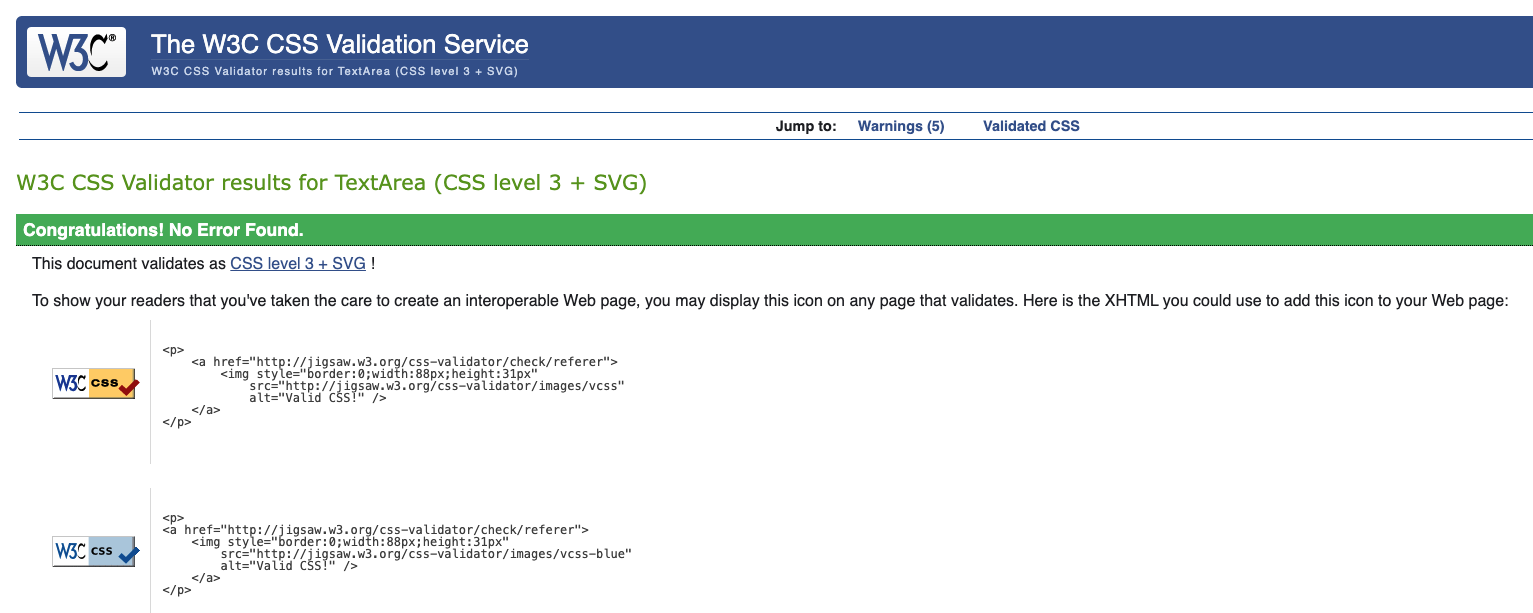 W3C® The W3C CSS Validation Service
W3C CSS Validator results for TextArea (CSS level 3 + SVG)
Jump to: Warnings (5) Validated CSS
W3C CSS Validator results for TextArea (CSS level 3 + SVG)
Congratulations! No Error Found.
This document validates as CSS level 3 + SVG !
To show your readers that you've taken the care to create an interoperable Web page, you may display this icon on any page that validates. Here is the XHTML you could use to add this icon to your Web page:
W3C css
<p>
<a href="http://jigsaw.w3.org/css-validator/check/referer">
<img style="border:0;width:88px;height:31px"
src="http://jigsaw.w3.org/css-validator/images/vcss"
alt="Valid CSS!" />
</a>
</p>
W3C css
<p>
<a href="http://jigsaw.w3.org/css-validator/check/referer">
<img style="border:0;width:88px;height:31px"
src="http://jigsaw.w3.org/css-validator/images/vcss-blue"
alt="Valid CSS!" />
</a>
</p>